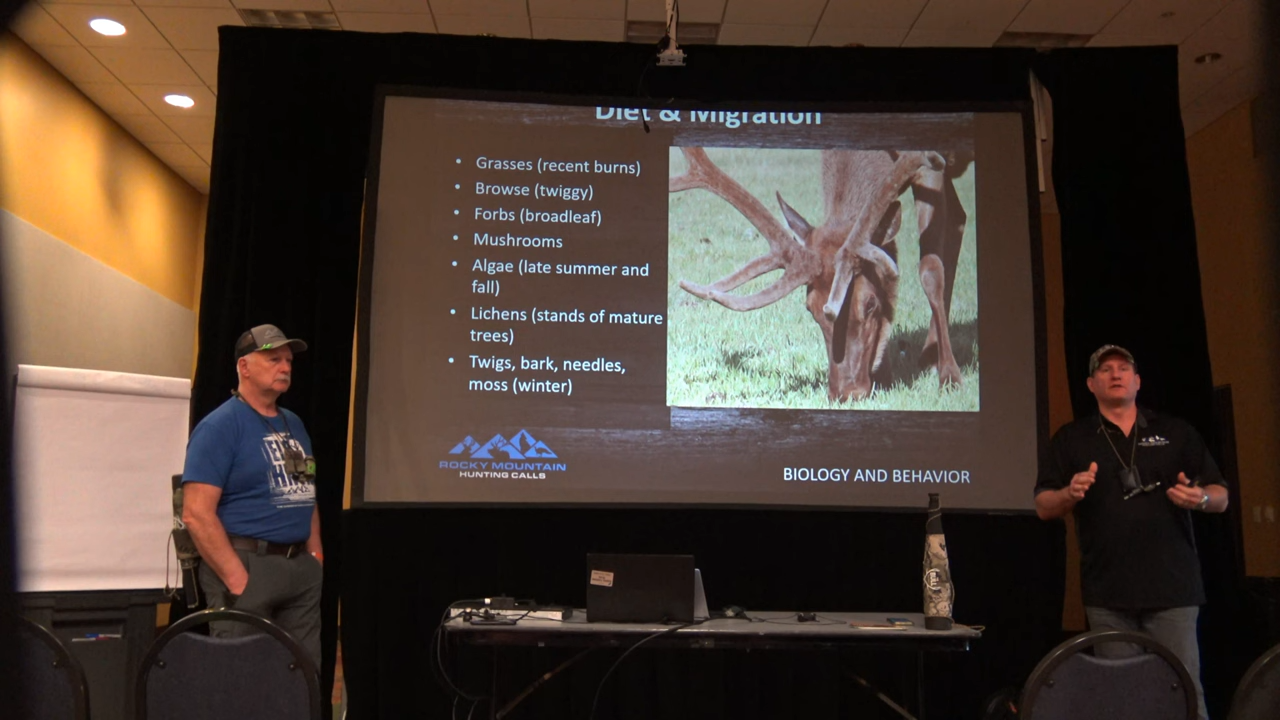 Diet & Migration
• Grasses (recent burns)
• Browse (twiggy)
• Forbs (broadleaf)
• Mushrooms
• Algae (late summer and
fall)
• Lichens (stands of mature
trees)
• Twigs, bark, needles,
moss (winter)
ROCKY MOUNTAIN
HUNTING CALLS
BIOLOGY AND BEHAVIOR